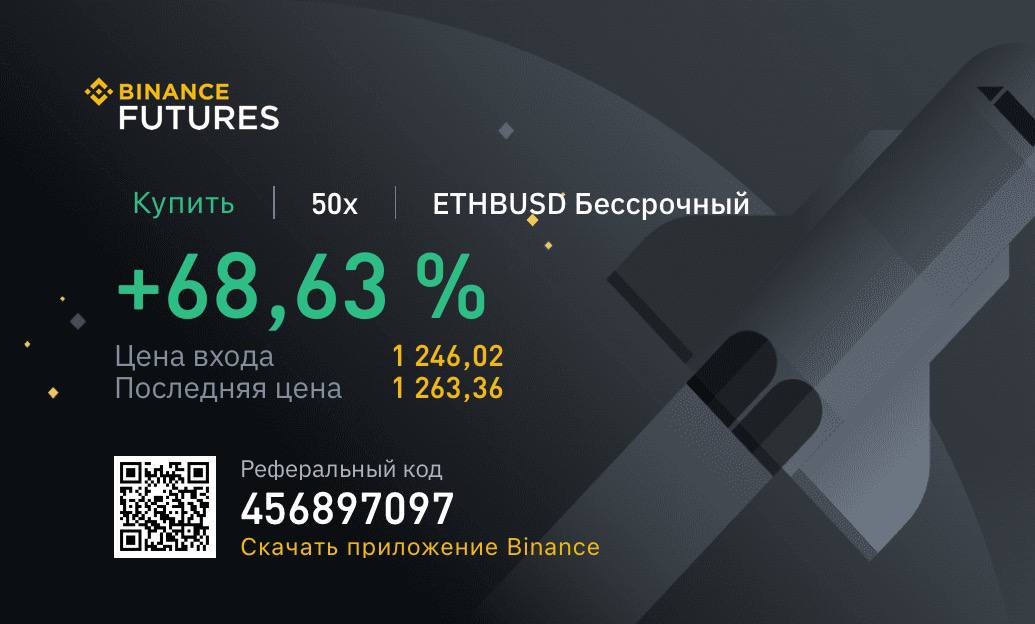 BINANCE
FUTURES
Купить | 50x | ETHBUSD Бессрочный
+68,63 %
Цена входа 1 246,02
Последняя цена 1 263,36
Реферальный код
456897097
Скачать приложение Binance